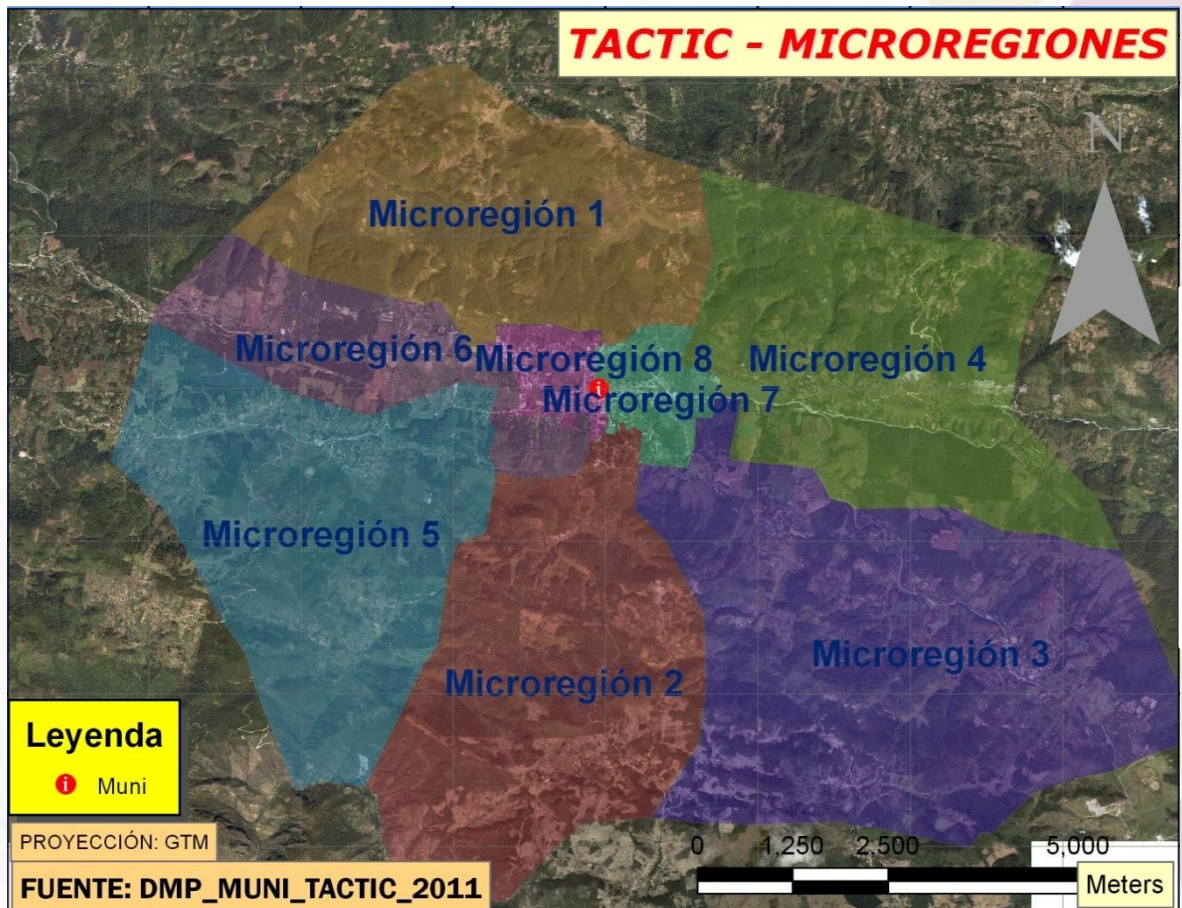 TACTIC - MICROREGIONES
N
Microregión 1
Microregión 6
Microregión 8
Microregión 4
Microregión 7
Microregión 5
Microregión 3
Microregión 2
Leyenda
i Muni
PROYECCIÓN: GTM
FUENTE: DMP_MUNI_TACTIC_2011
0 1,250 2,500 5,000
Meters